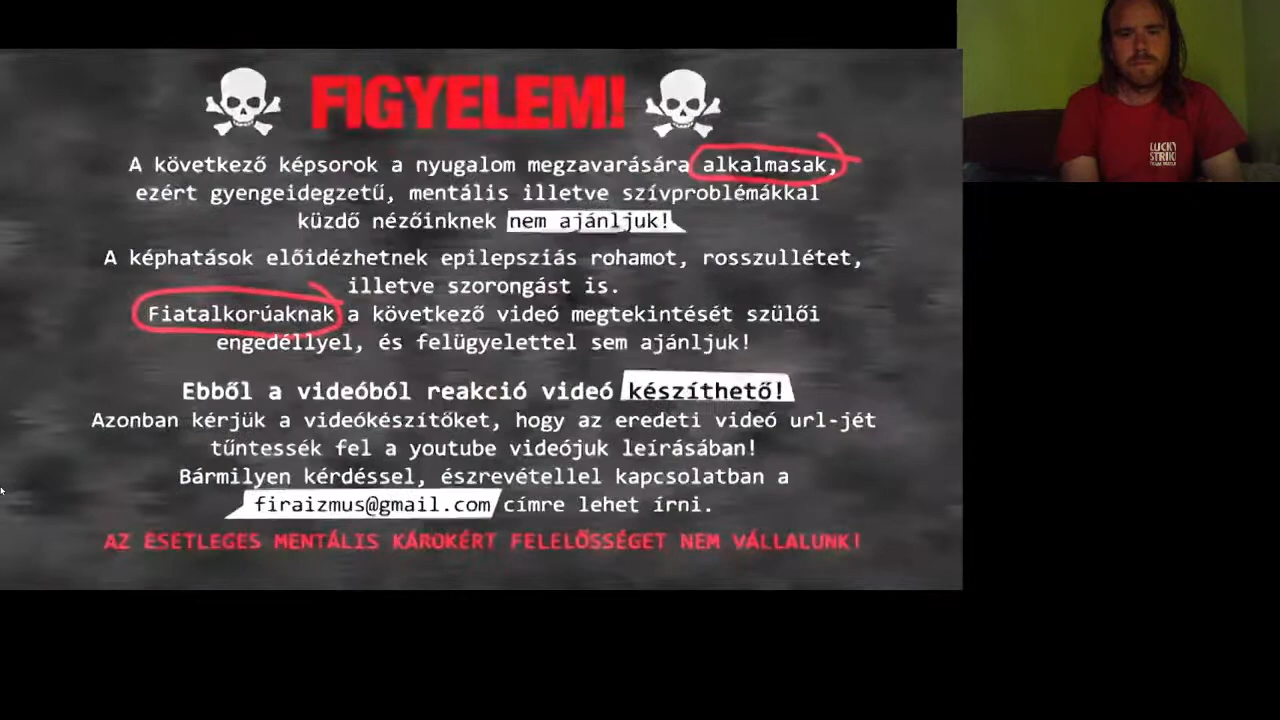 FIGYELEM!
A következő képsorok a nyugalom megzavarására alkalmasak,
ezért gyengeidegzetű, mentális illetve szívproblémákkal
küzdő nézőinknek nem ajánljuk!
A képhatások előidézhetnek epilepsziás rohamot, rosszullétet,
illetve szorongást is.
Fiatalkorúaknak a következő videó megtekintését szülői
engedéllyel, és felügyelettel sem ajánljuk!
Ebből a videóból reakció videó készíthető!
Azonban kérjük a videókészítőket, hogy az eredeti videó url-jét
tűntessék fel a youtube videójuk leírásában!
Bármilyen kérdéssel, észrevétellel kapcsolatban a
firaizmus@gmail.com címre lehet írni.
AZ ESETLEGES MENTÁLIS KÁROKÉRT FELELŐSSÉGET NEM VÁLLALUNK!
LUCKY
STRIKE